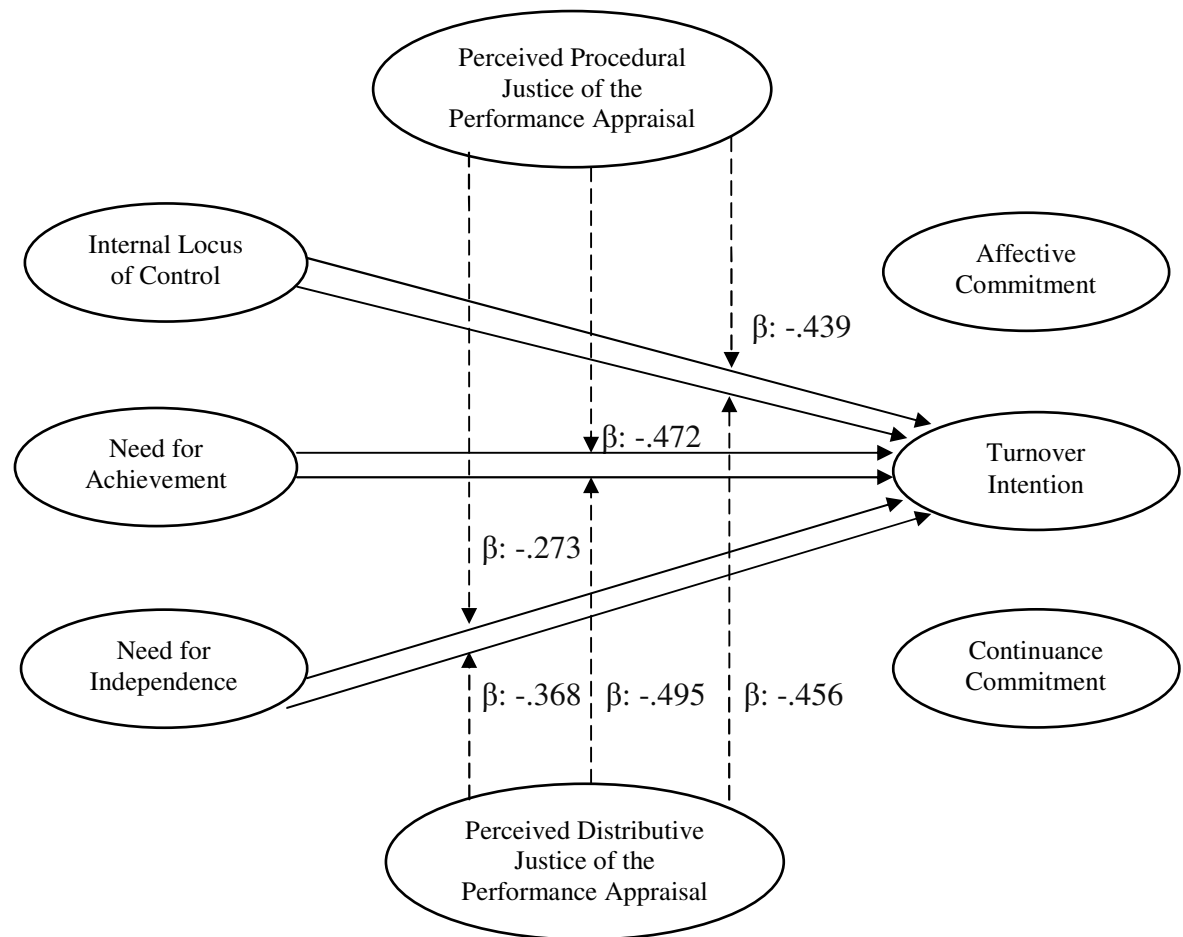 Perceived Procedural
Justice of the
Performance Appraisal
Internal Locus
of Control
Affective
Commitment
β: -.439
Need for
Achievement
β: -.472
Turnover
Intention
β: -.273
Need for
Independence
β: -.368
β: -.495
β: -.456
Continuance
Commitment
Perceived Distributive
Justice of the
Performance Appraisal